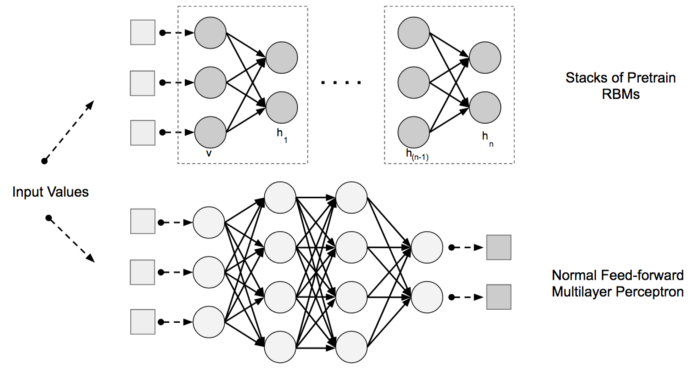 Stacks of Pretrain
RBMs
v
h1
....
h(n-1)
hn
Input Values
Normal Feed-forward
Multilayer Perceptron